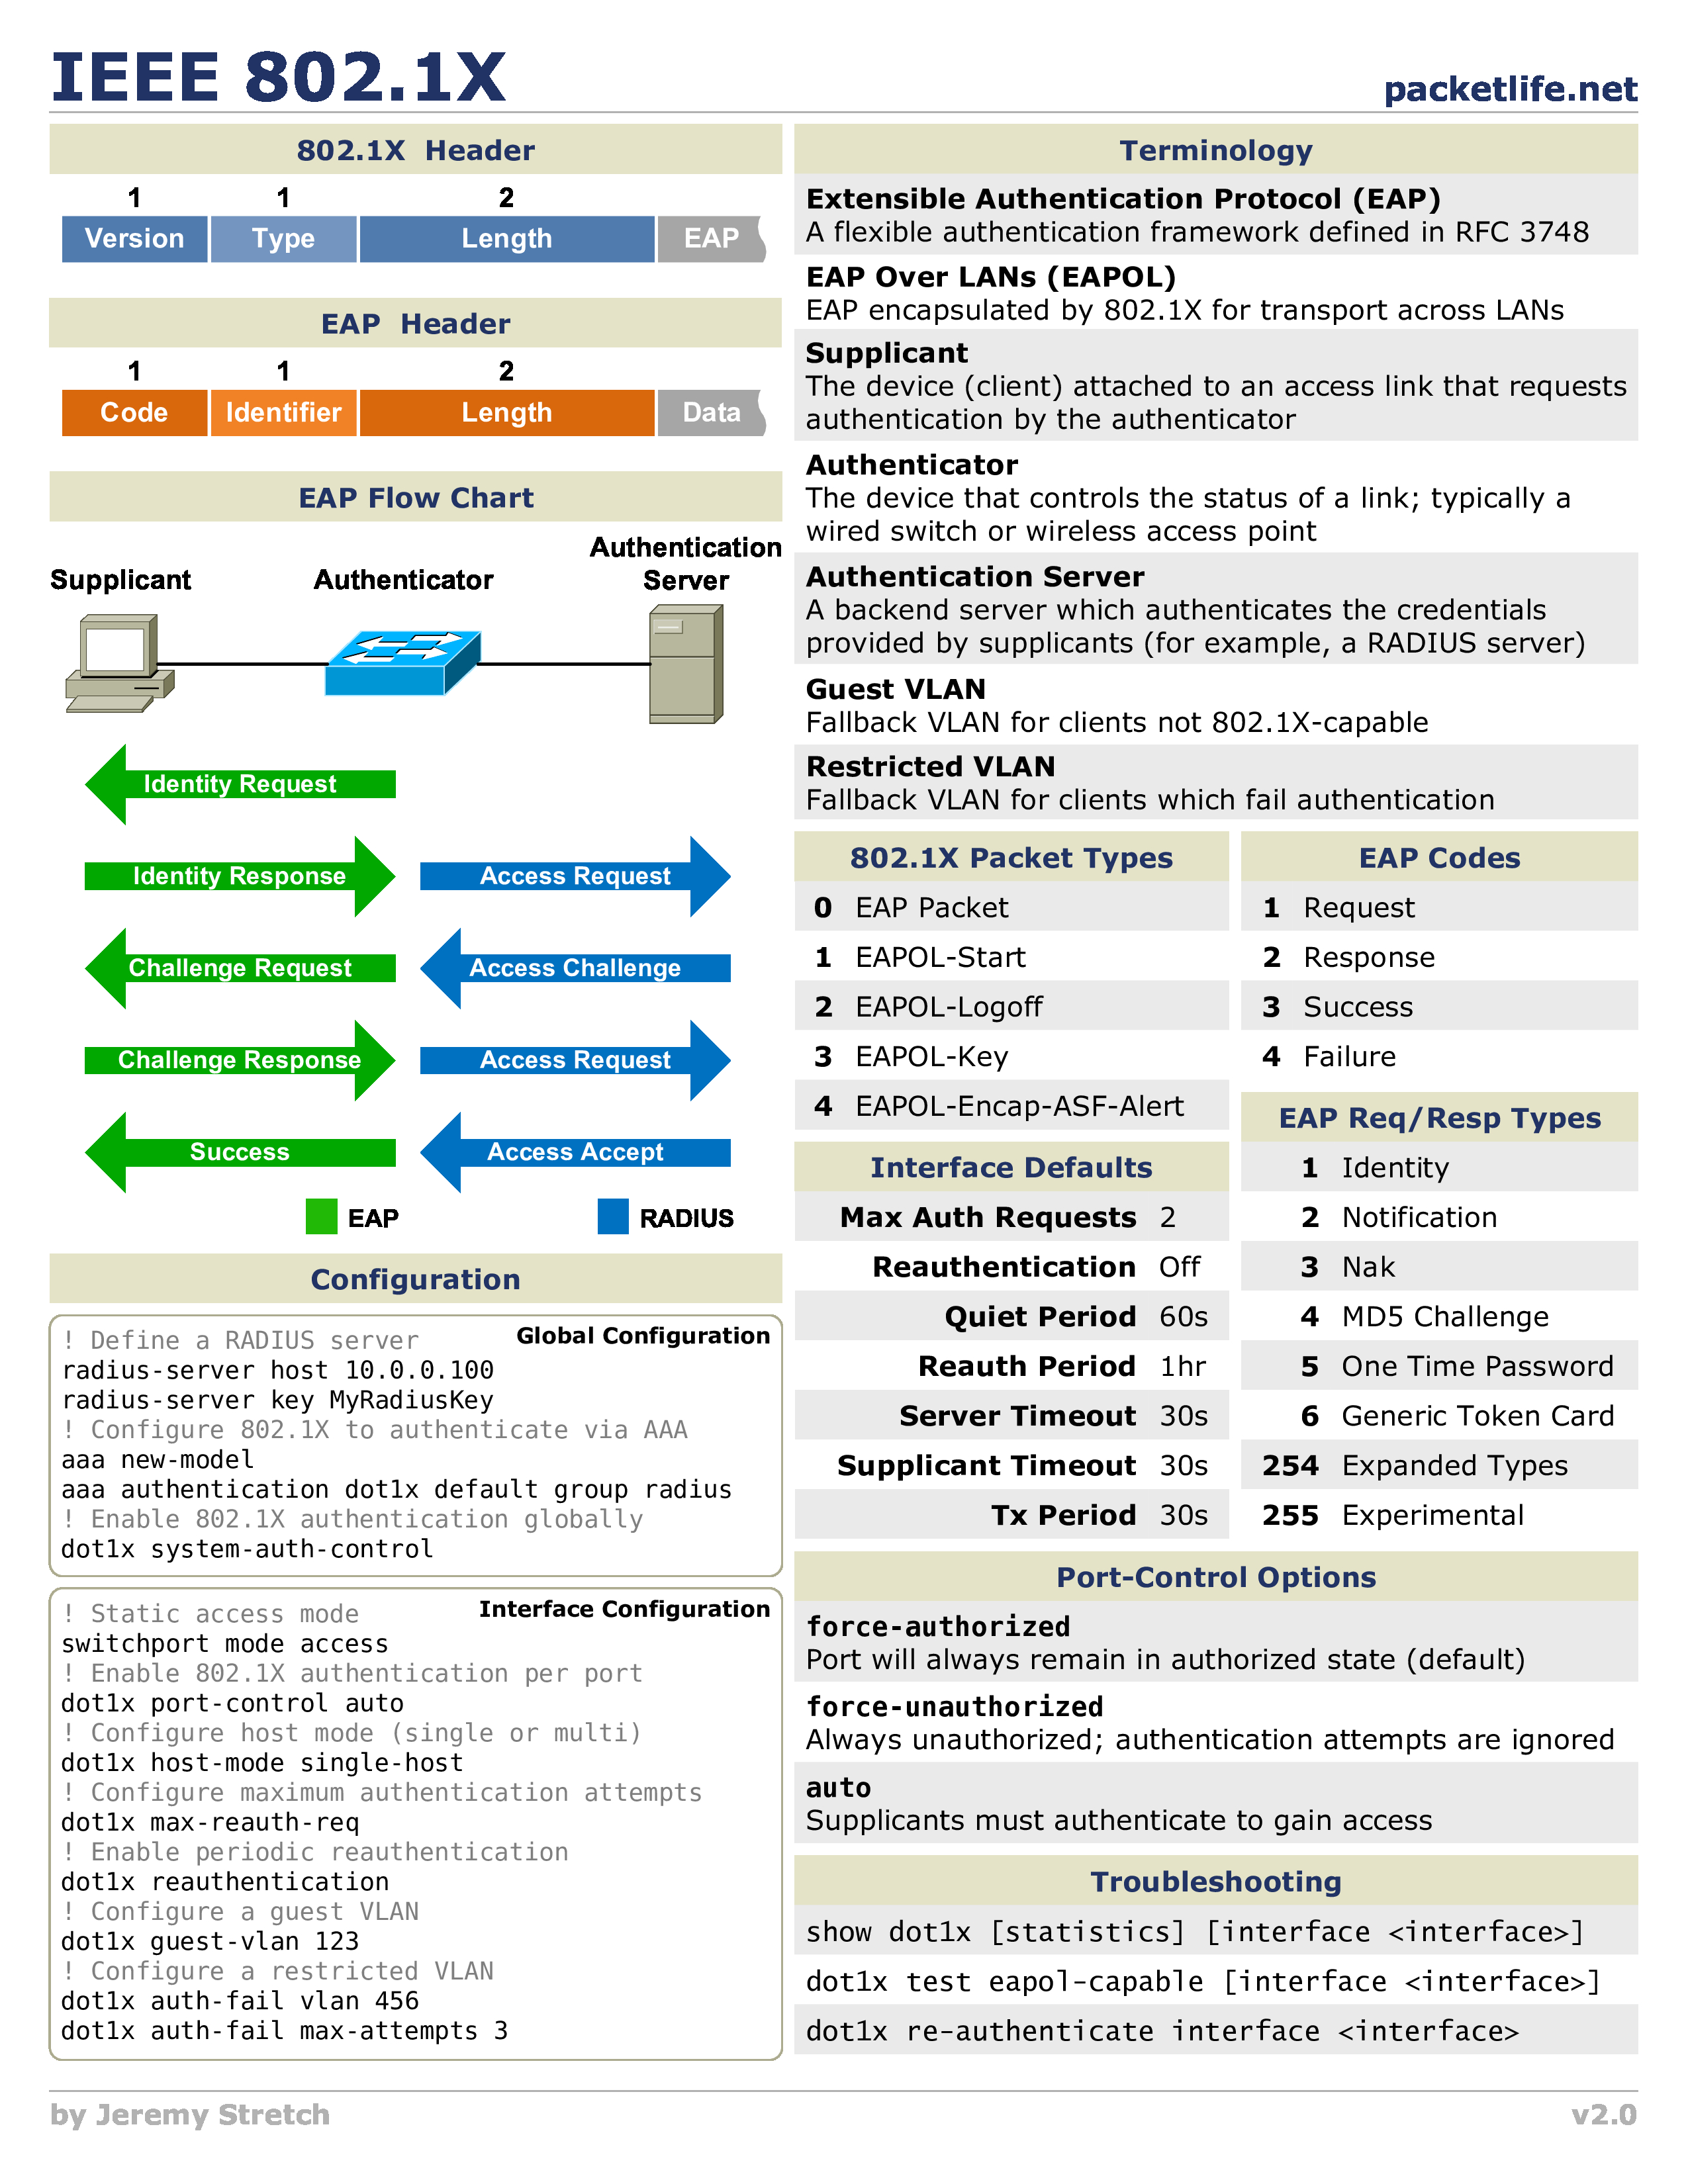 IEEE 802.1X
packetlife.net
802.1X Header
1 1 2
Version Type Length EAP
EAP Header
1 1 2
Code Identifier Length Data
EAP Flow Chart
Supplicant
Authenticator
Authentication
Server
Identity Request
Identity Response Access Request
Challenge Request Access Challenge
Challenge Response Access Request
Success Access Accept
EAP RADIUS
Configuration
Global Configuration
! Define a RADIUS server
radius-server host 10.0.0.100
radius-server key MyRadiusKey
! Configure 802.1X to authenticate via AAA
aaa new-model
aaa authentication dot1x default group radius
! Enable 802.1X authentication globally
dot1x system-auth-control
Interface Configuration
! Static access mode
switchport mode access
! Enable 802.1X authentication per port
dot1x port-control auto
! Configure host mode (single or multi)
dot1x host-mode single-host
! Configure maximum authentication attempts
dot1x max-reauth-req
! Enable periodic reauthentication
dot1x reauthentication
! Configure a guest VLAN
dot1x guest-vlan 123
! Configure a restricted VLAN
dot1x auth-fail vlan 456
dot1x auth-fail max-attempts 3
Terminology
Extensible Authentication Protocol (EAP)
A flexible authentication framework defined in RFC 3748
EAP Over LANs (EAPOL)
EAP encapsulated by 802.1X for transport across LANs
Supplicant
The device (client) attached to an access link that requests
authentication by the authenticator
Authenticator
The device that controls the status of a link; typically a
wired switch or wireless access point
Authentication Server
A backend server which authenticates the credentials
provided by supplicants (for example, a RADIUS server)
Guest VLAN
Fallback VLAN for clients not 802.1X-capable
Restricted VLAN
Fallback VLAN for clients which fail authentication
802.1X Packet Types
0 EAP Packet
1 EAPOL-Start
2 EAPOL-Logoff
3 EAPOL-Key
4 EAPOL-Encap-ASF-Alert
Interface Defaults
Max Auth Requests 2
Reauthentication Off
Quiet Period 60s
Reauth Period 1hr
Server Timeout 30s
Supplicant Timeout 30s
Tx Period 30s
EAP Codes
1 Request
2 Response
3 Success
4 Failure
EAP Req/Resp Types
1 Identity
2 Notification
3 Nak
4 MD5 Challenge
5 One Time Password
6 Generic Token Card
254 Expanded Types
255 Experimental
Port-Control Options
force-authorized
Port will always remain in authorized state (default)
force-unauthorized
Always unauthorized; authentication attempts are ignored
auto
Supplicants must authenticate to gain access
Troubleshooting
show dot1x [statistics] [interface <interface>]
dot1x test eapol-capable [interface <interface>]
dot1x re-authenticate interface <interface>
by Jeremy Stretch
v2.0